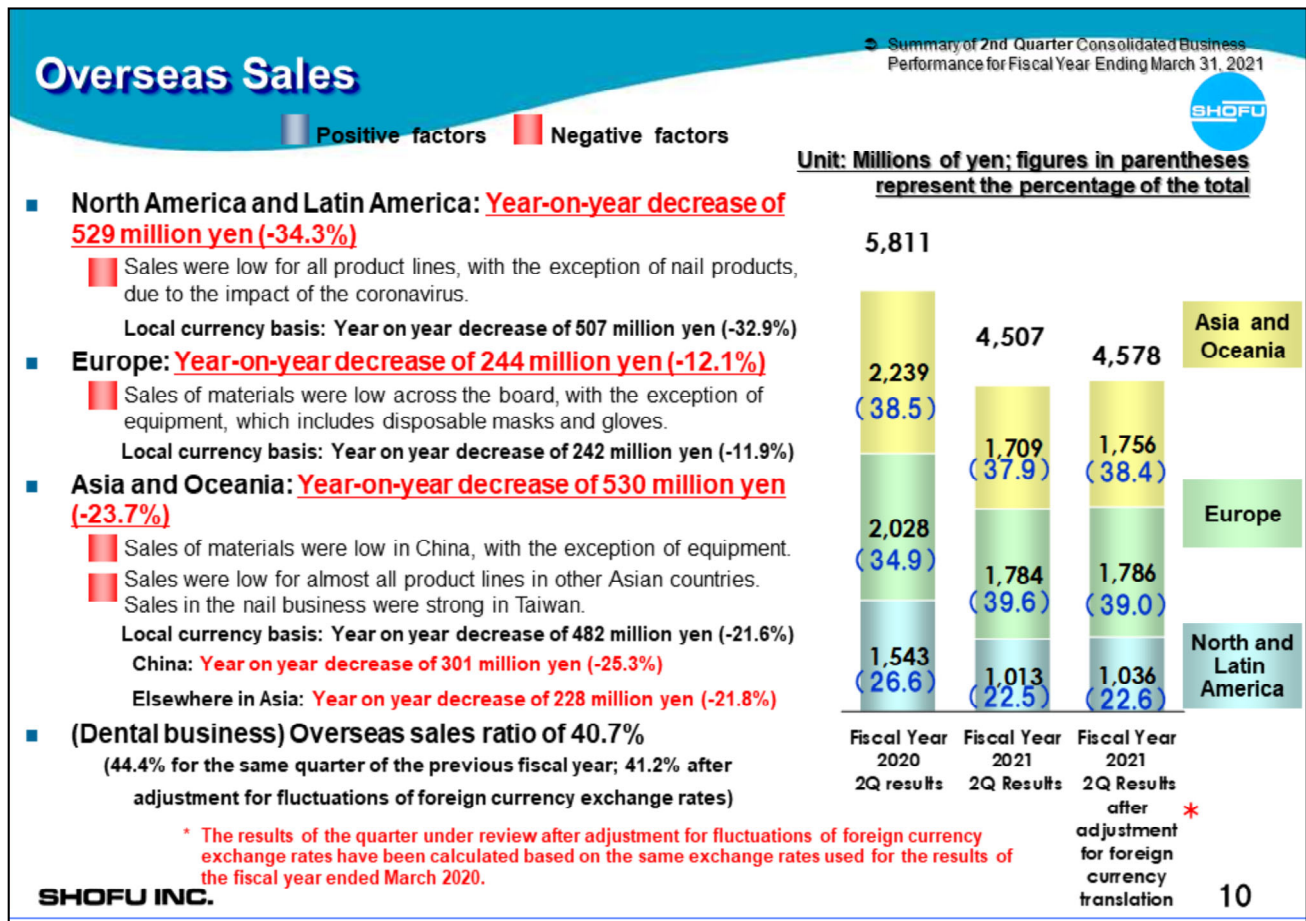 Overseas Sales
Summary of 2nd Quarter Consolidated Business
Performance for Fiscal Year Ending March 31, 2021
SHOFU
Positive factors
Negative factors
Unit: Millions of yen; figures in parentheses
represent the percentage of the total
■ North America and Latin America: Year-on-year decrease of
529 million yen (-34.3%)
Sales were low for all product lines, with the exception of nail products,
due to the impact of the coronavirus.
Local currency basis: Year on year decrease of 507 million yen (-32.9%)
■ Europe: Year-on-year decrease of 244 million yen (-12.1%)
Sales of materials were low across the board, with the exception of
equipment, which includes disposable masks and gloves.
Local currency basis: Year on year decrease of 242 million yen (-11.9%)
■ Asia and Oceania: Year-on-year decrease of 530 million yen
(-23.7%)
Sales of materials were low in China, with the exception of equipment.
Sales were low for almost all product lines in other Asian countries.
Sales in the nail business were strong in Taiwan.
Local currency basis: Year on year decrease of 482 million yen (-21.6%)
China: Year on year decrease of 301 million yen (-25.3%)
Elsewhere in Asia: Year on year decrease of 228 million yen (-21.8%)
■ (Dental business) Overseas sales ratio of 40.7%
(44.4% for the same quarter of the previous fiscal year; 41.2% after
adjustment for fluctuations of foreign currency exchange rates)
5,811
2,239
(38.5)
2,028
(34.9)
1,543
(26.6)
Fiscal Year
2020
2Q results
4,507
1,709
(37.9)
1,784
(39.6)
1,013
(22.5)
Fiscal Year
2021
2Q Results
4,578
1,756
(38.4)
1,786
(39.0)
1,036
(22.6)
Fiscal Year
2021
2Q Results
after
adjustment
for foreign
currency
translation
*
Asia and
Oceania
Europe
North and
Latin
America
* The results of the quarter under review after adjustment for fluctuations of foreign currency
exchange rates have been calculated based on the same exchange rates used for the results of
the fiscal year ended March 2020.
SHOFU INC.
10